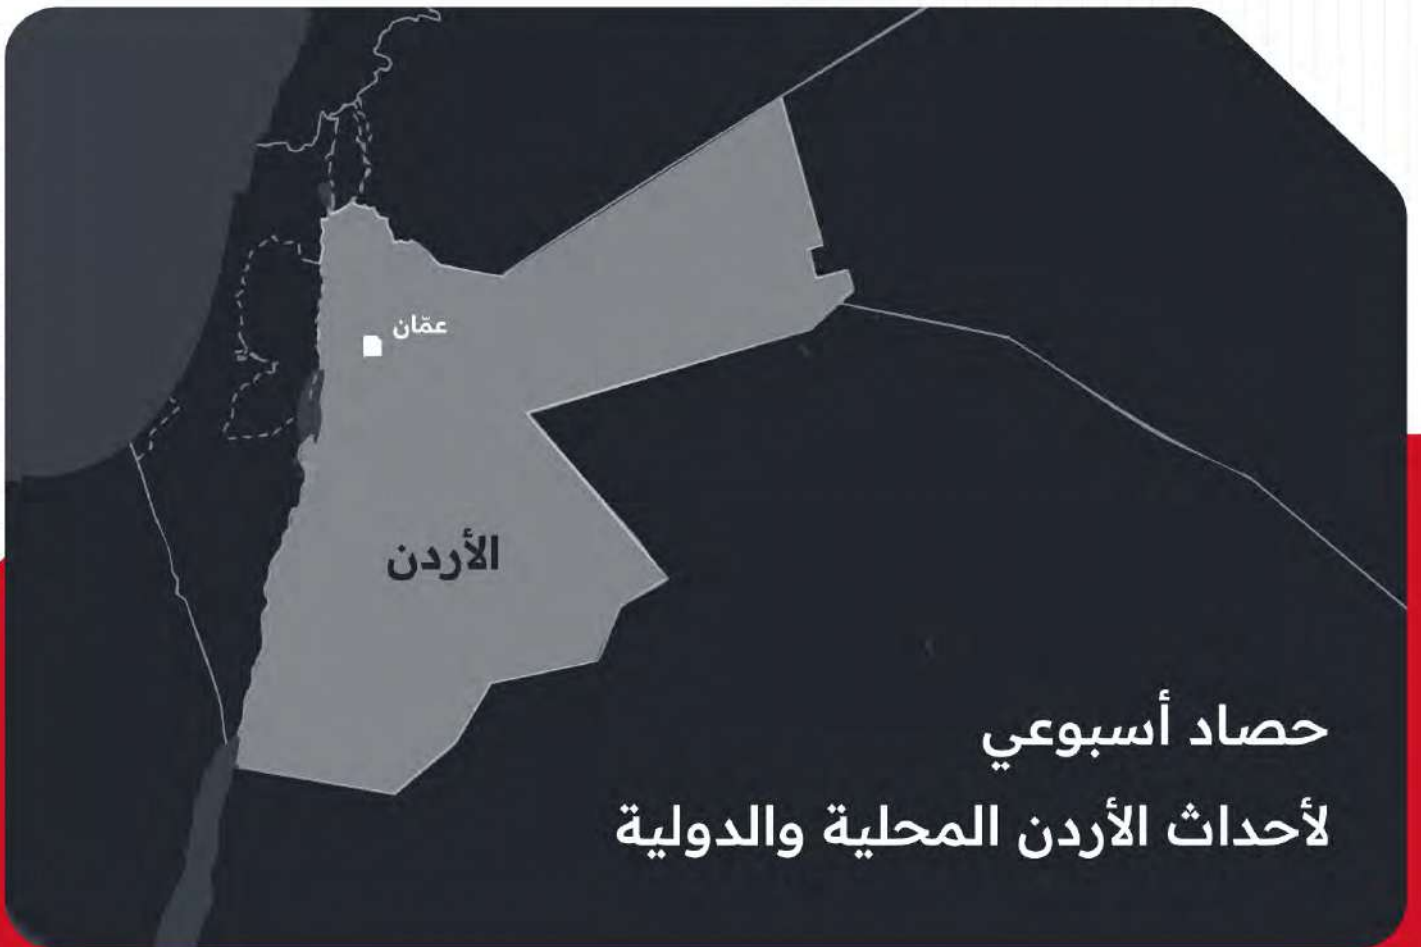 عمّان
الأردن
حصاد أسبوعي
لأحداث الأردن المحلية والدولية